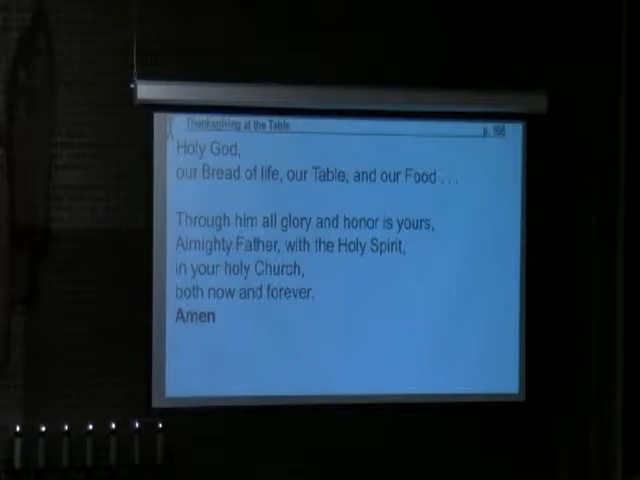 Thanksgiving at the Table
p. 108
Holy God,
our Bread of life, our Table, and our Food . . .
Through him all glory and honor is yours,
Almighty Father, with the Holy Spirit,
in your holy Church,
both now and forever.
Amen